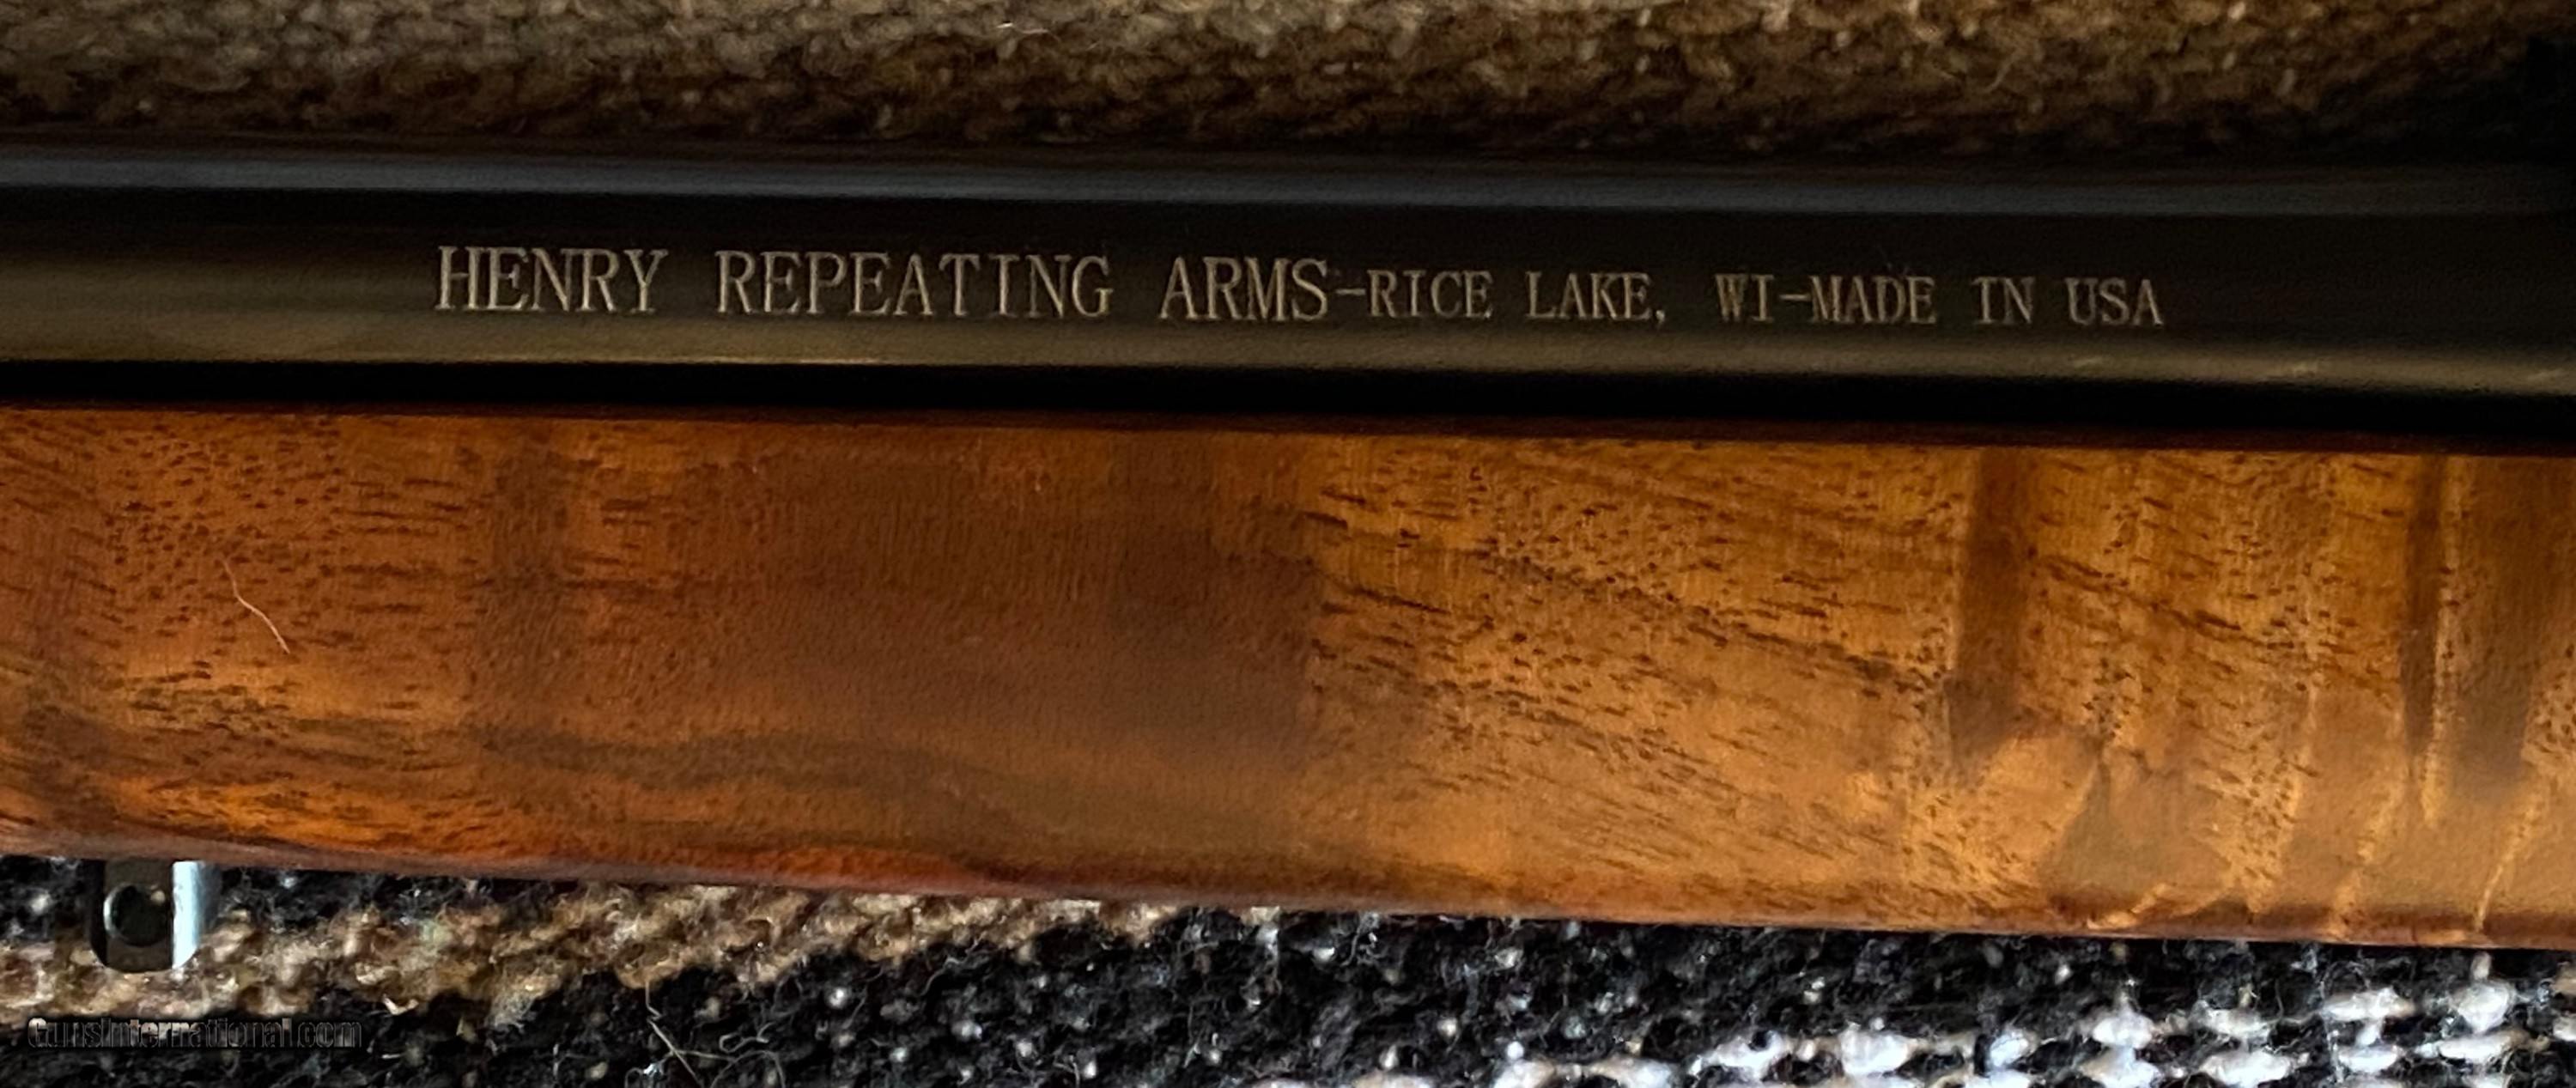 HENRY REPEATING ARMS-RICE LAKE, WI-MADE IN USA
GunsInternational.com